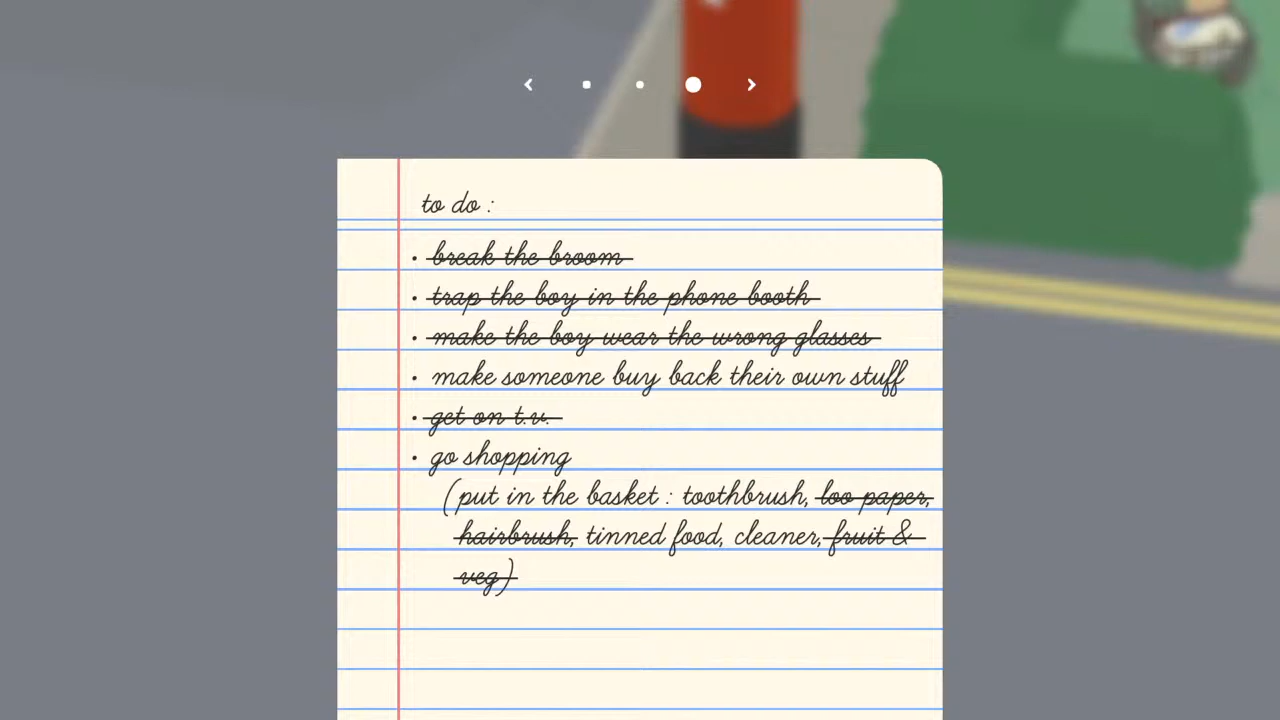 to do :
• break the broom
• trap the boy in the phone booth
• make the boy wear the wrong glasses
• make someone buy back their own stuff
• get on t.v.
• go shopping
(put in the basket : toothbrush, loo paper,
hairbrush, tinned food, cleaner, fruit &
veg)